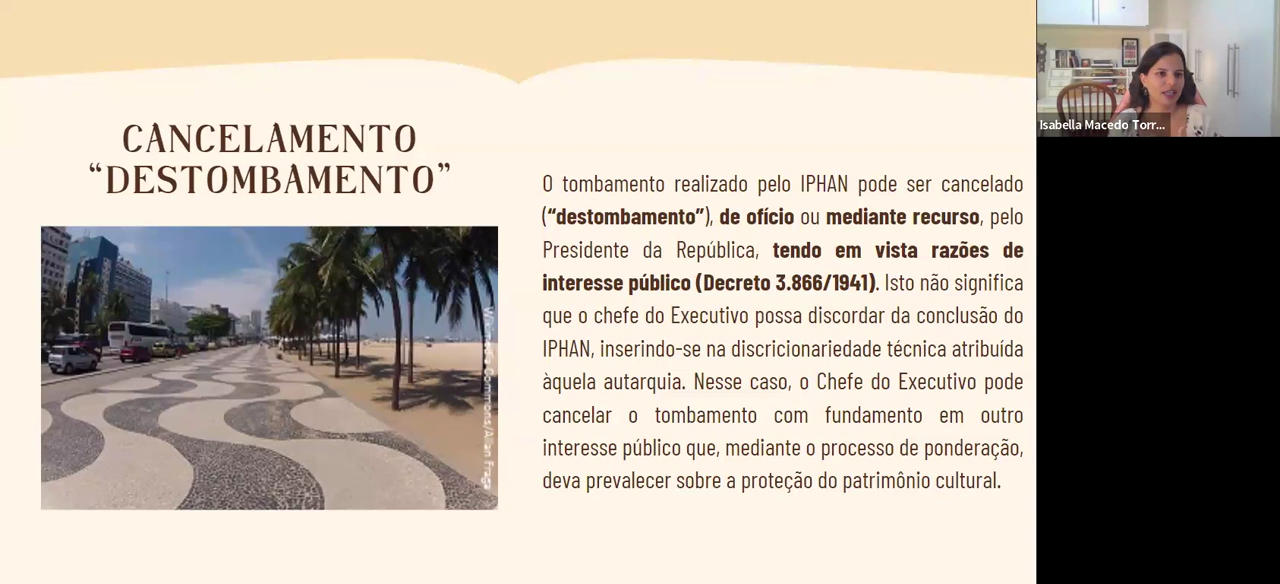 CANCELAMENTO
“DESTOMBAMENTO”
O tombamento realizado pelo IPHAN pode ser cancelado
(“destombamento”), de ofício ou mediante recurso, pelo
Presidente da República, tendo em vista razões de
interesse público (Decreto 3.866/1941). Isto não significa
que o chefe do Executivo possa discordar da conclusão do
IPHAN, inserindo-se na discricionariedade técnica atribuída
àquela autarquia. Nesse caso, o Chefe do Executivo pode
cancelar o tombamento com fundamento em outro
interesse público que, mediante o processo de ponderação,
deva prevalecer sobre a proteção do patrimônio cultural.
Commons/Allan Fraga
Isabella Macedo Torr...